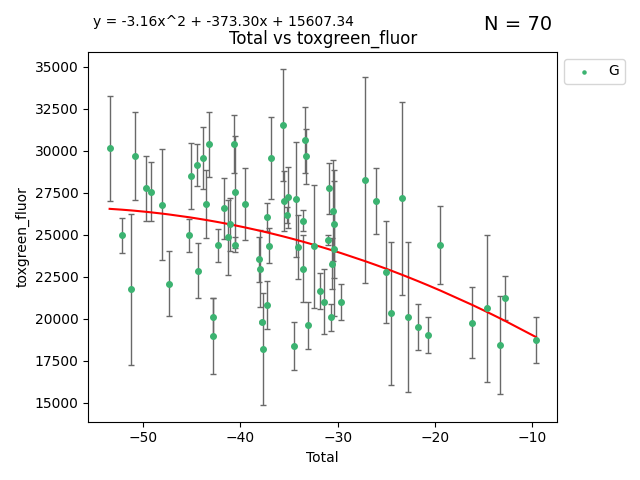 y = -3.16x^2 + -373.30x + 15607.34
N = 70
Total vs toxgreen_fluor
G
35000
32500
30000
27500
25000
22500
20000
17500
15000
toxgreen_fluor
−50
−40
−30
−20
−10
Total